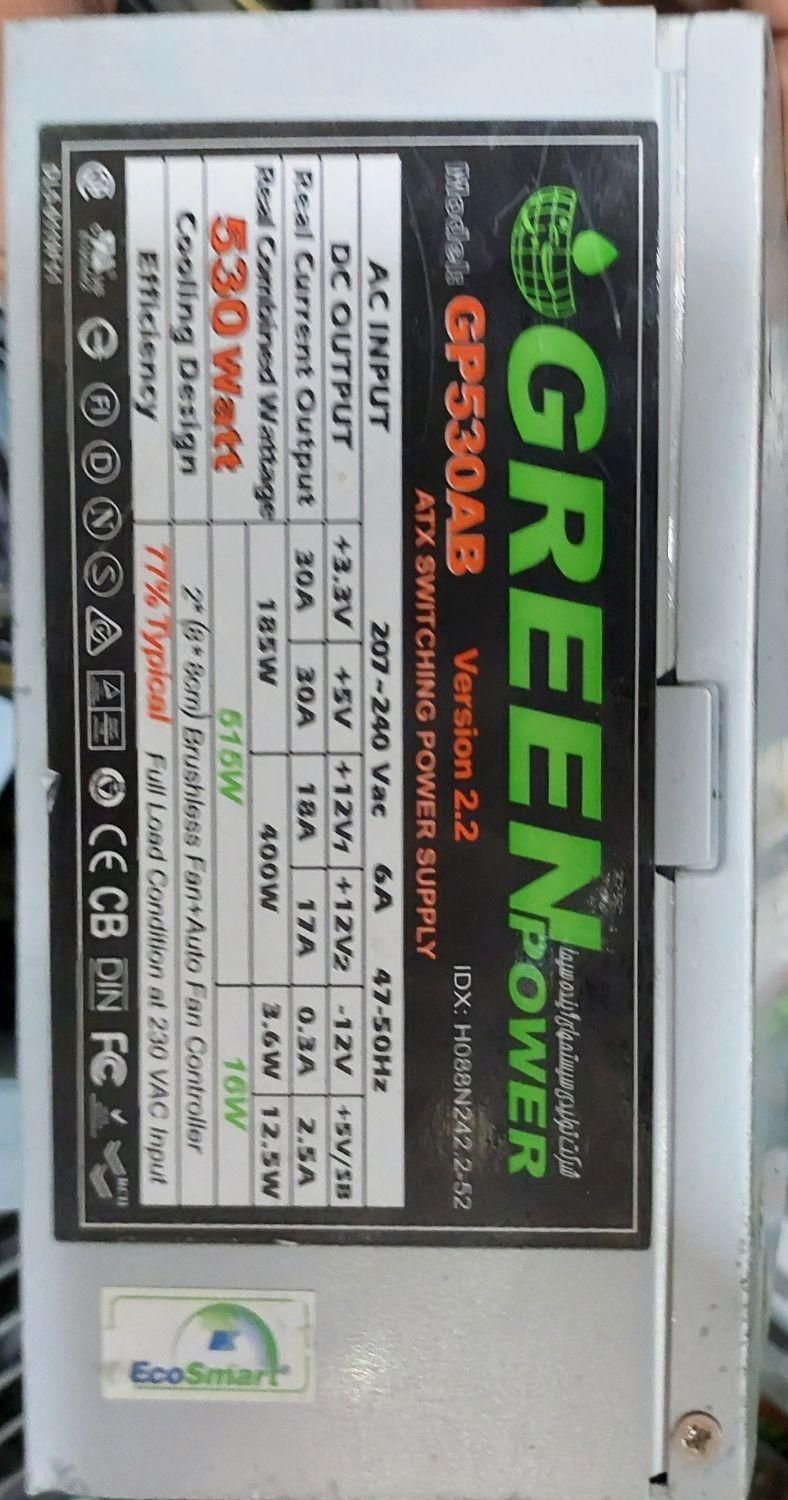 GREEN POWER
Model: GP530AB Version 2.2 IDX: H088N242.2-52
ATX SWITCHING POWER SUPPLY
AC INPUT 207-240 Vac 6A 47-50Hz
DC OUTPUT +3.3V +5V +12V1 +12V2 -12V +5VSB
Real Current Output 30A 30A 18A 17A 0.3A 2.5A
Real Combined Wattage 185W 400W 3.6W 12.5W
530 Watt 515W 16W
Cooling Design 2* (8*8cm) Brushless Fan+Auto Fan Controller
Efficiency 77% Typical Full Load Condition at 230 VAC Input
e FI D N S CE CB DIN FC
EcoSmart